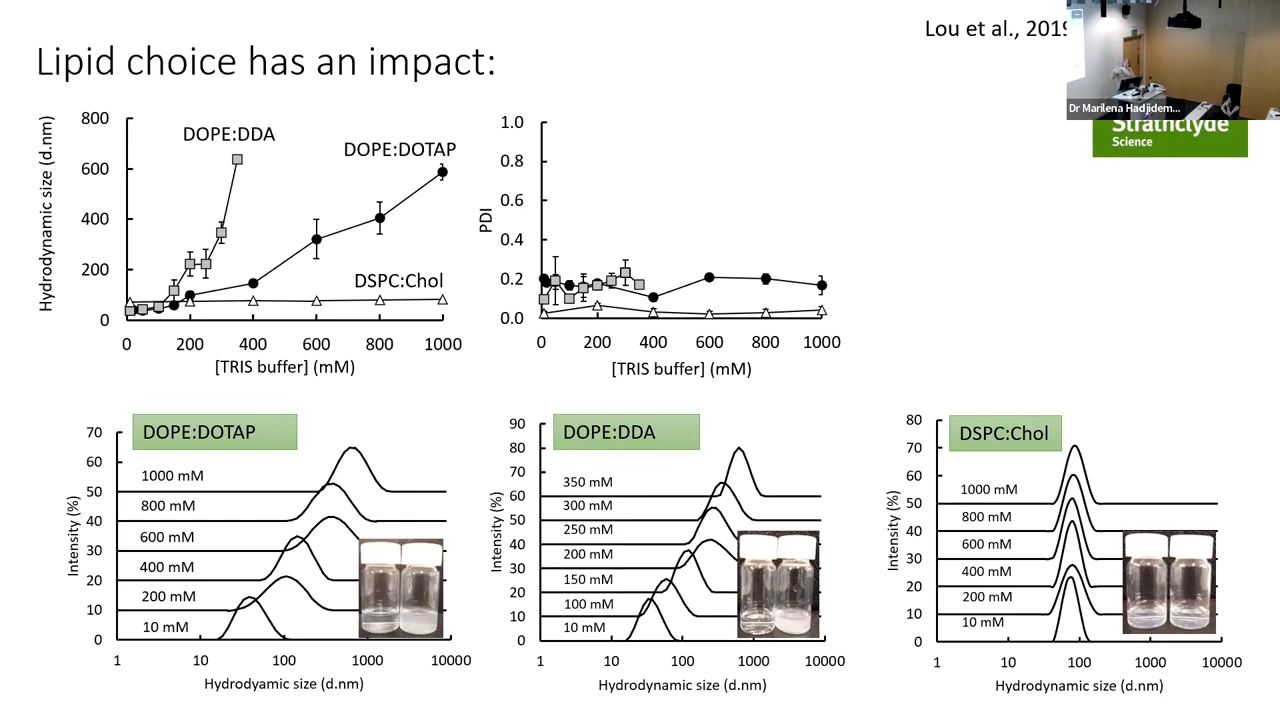 Lou et al., 2019
Lipid choice has an impact:
Dr Marilena Hadjidem...
Strathclyde
Science
Hydrodynamic size (d.nm)
800
600
400
200
0
DOPE:DDA
DOPE:DOTAP
DSPC:Chol
0 200 400 600 800 1000
[TRIS buffer] (mM)
PDI
1.0
0.8
0.6
0.4
0.2
0.0
0 200 400 600 800 1000
[TRIS buffer] (mM)
DOPE:DOTAP
Intensity (%)
70
60
50
40
30
20
10
0
1000 mM
800 mM
600 mM
400 mM
200 mM
10 mM
1 10 100 1000 10000
Hydrodyamic size (d.nm)
DOPE:DDA
Intensity (%)
90
80
70
60
50
40
30
20
10
0
350 mM
300 mM
250 mM
200 mM
150 mM
100 mM
10 mM
1 10 100 1000 10000
Hydrodynamic size (d.nm)
DSPC:Chol
Intensity (%)
80
70
60
50
40
30
20
10
0
1000 mM
800 mM
600 mM
400 mM
200 mM
10 mM
1 10 100 1000 10000
Hydrodynamic size (d.nm)